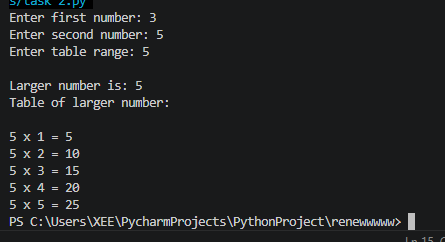 s/task 2.py
Enter first number: 3
Enter second number: 5
Enter table range: 5
Larger number is: 5
Table of larger number:
5 x 1 = 5
5 x 2 = 10
5 x 3 = 15
5 x 4 = 20
5 x 5 = 25
PS C:\Users\XEE\PycharmProjects\PythonProject\renewwwww>
Ln 15